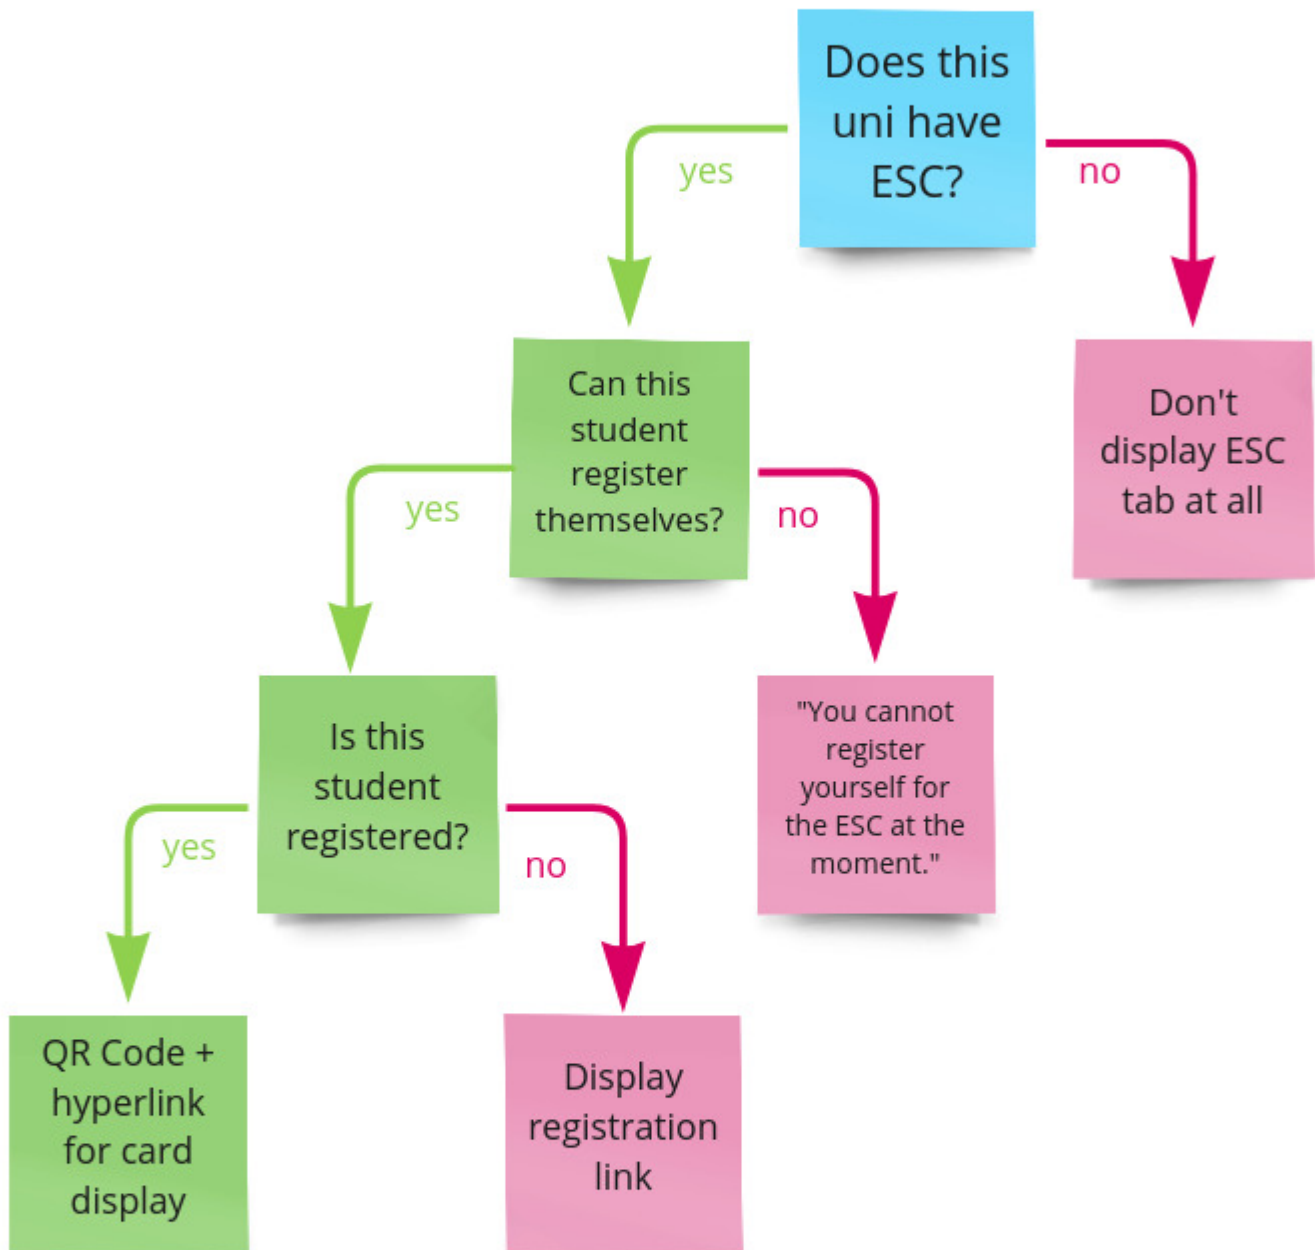 Does this
uni have
ESC?
yes
no
Can this
student
register
themselves?
Don't
display ESC
tab at all
yes
no
Is this
student
registered?
"You cannot
register
yourself for
the ESC at the
moment."
yes
no
QR Code +
hyperlink
for card
display
Display
registration
link